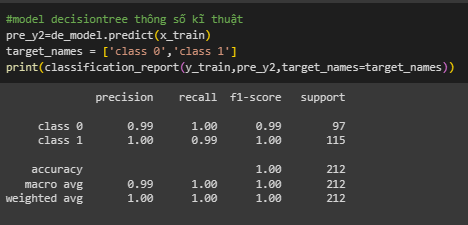 #model decisiontree thông số kĩ thuật
pre_y2=de_model.predict(x_train)
target_names = ['class 0','class 1']
print(classification_report(y_train,pre_y2,target_names=target_names))
precision recall f1-score support
class 0 0.99 1.00 0.99 97
class 1 1.00 0.99 1.00 115
accuracy 1.00 212
macro avg 0.99 1.00 1.00 212
weighted avg 1.00 1.00 1.00 212